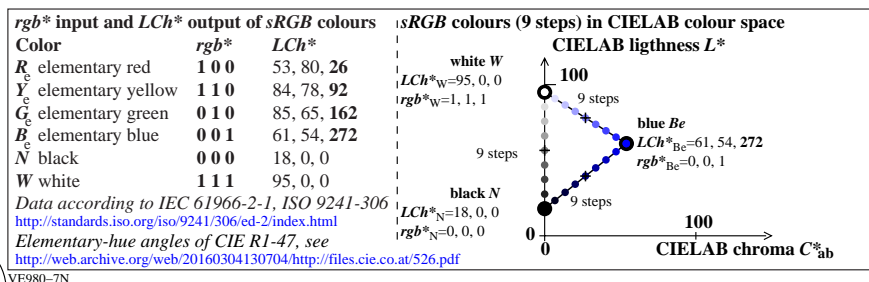 rgb* input and LCh* output of sRGB colours
Color rgb* LCh*
Re elementary red 1 0 0 53, 80, 26
Ye elementary yellow 1 1 0 84, 78, 92
Ge elementary green 0 1 0 85, 65, 162
Be elementary blue 0 0 1 61, 54, 272
N black 0 0 0 18, 0, 0
W white 1 1 1 95, 0, 0
Data according to IEC 61966-2-1, ISO 9241-306
http://standards.iso.org/iso/9241/306/ed-2/index.html
Elementary-hue angles of CIE R1-47, see
http://web.archive.org/web/20160304130704/http://files.cie.co.at/526.pdf
sRGB colours (9 steps) in CIELAB colour space
CIELAB ligthness L*
white W
LCh*W=95, 0, 0
rgb*W=1, 1, 1
100
9 steps
blue Be
LCh*Be=61, 54, 272
rgb*Be=0, 0, 1
9 steps
black N
LCh*N=18, 0, 0
rgb*N=0, 0, 0
9 steps
0
0
100
CIELAB chroma C*ab
VE980-7N